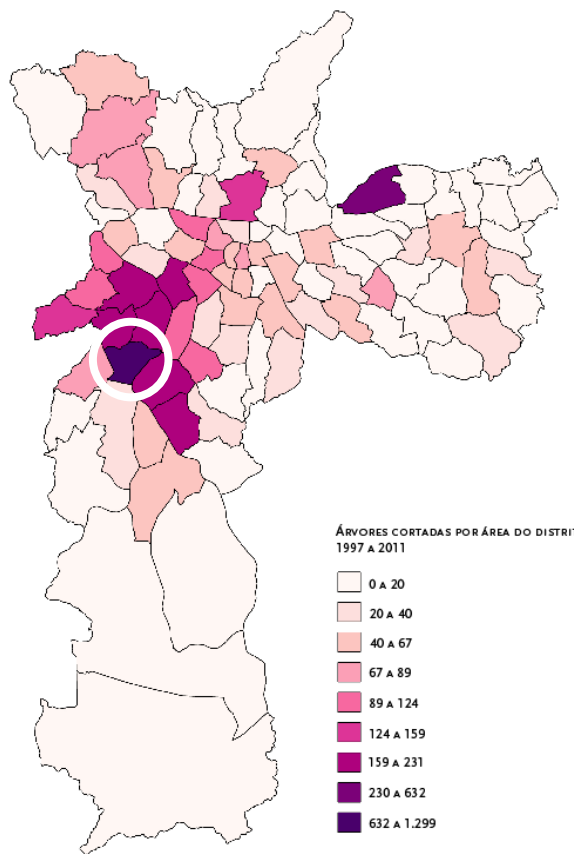 ÁRVORES CORTADAS POR ÁREA DO DISTRI
1997 A 2011
0 A 20
20 A 40
40 A 67
67 A 89
89 A 124
124 A 159
159 A 231
230 A 632
632 A 1.299